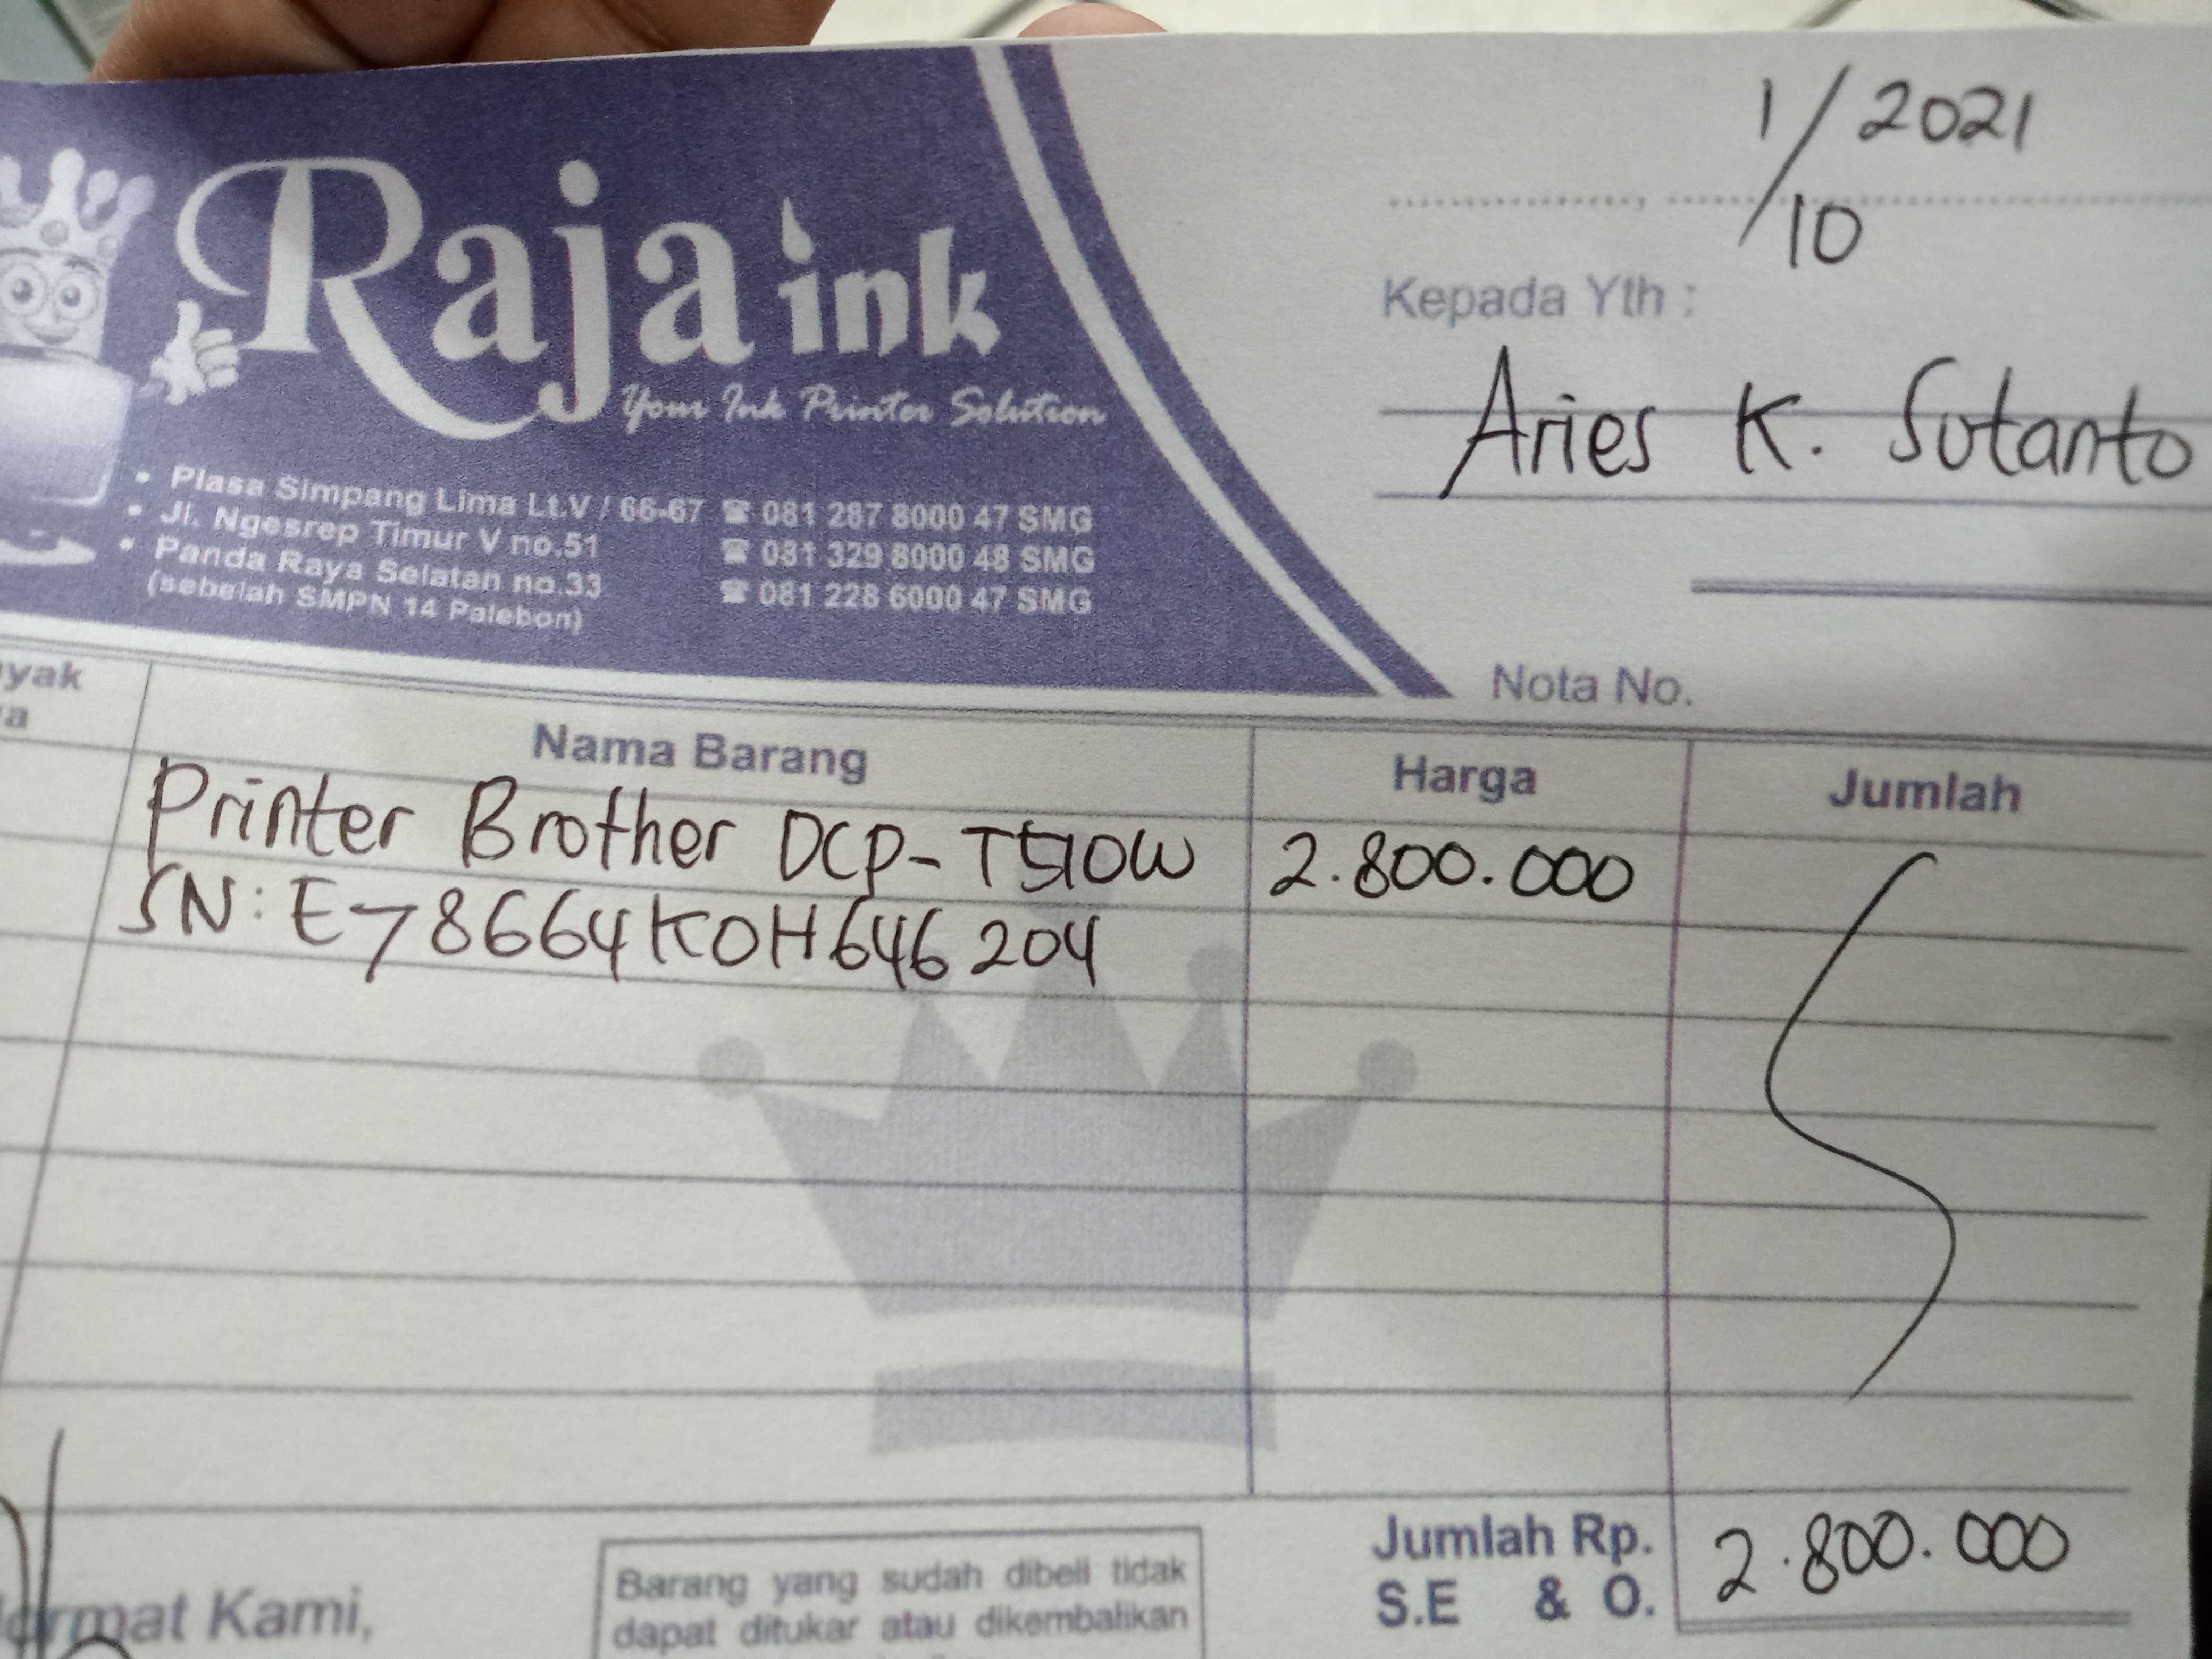 1/10 2021
Raja ink
Your Ink Printer Solution
• Plasa Simpang Lima Lt.V / 66-67 ☎ 081 287 8000 47 SMG
• Jl. Ngesrep Timur V no.51 ☎ 081 329 8000 48 SMG
• Panda Raya Selatan no.33 ☎ 081 228 6000 47 SMG
(sebelah SMPN 14 Palebon)
Kepada Yth :
Aries K. Sutanto
Nota No.
yak
a
Nama Barang Harga Jumlah
Printer Brother DCP-T510W 2.800.000
SN: E78664K0H646204
Jumlah Rp. 2.800.000
S.E & O.
ormat Kami,
Barang yang sudah dibeli tidak
dapat ditukar atau dikembalikan